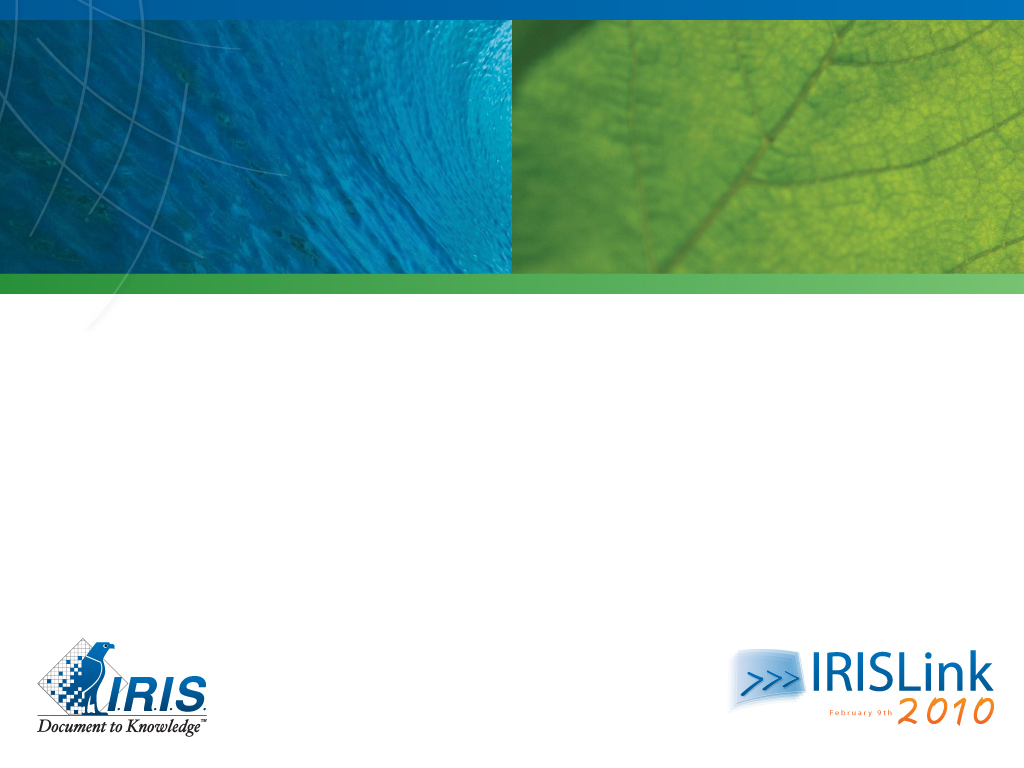 I.R.I.S.
Document to Knowledge™
IRISLink
February 9th 2010